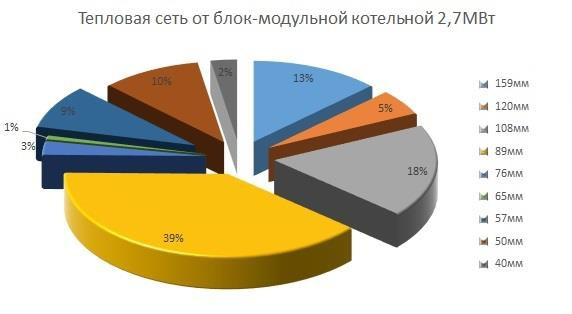 Тепловая сеть от блок-модульной котельной 2,7МВт
13%
5%
18%
39%
3%
1%
9%
10%
2%
159мм
120мм
108мм
89мм
76мм
65мм
57мм
50мм
40мм